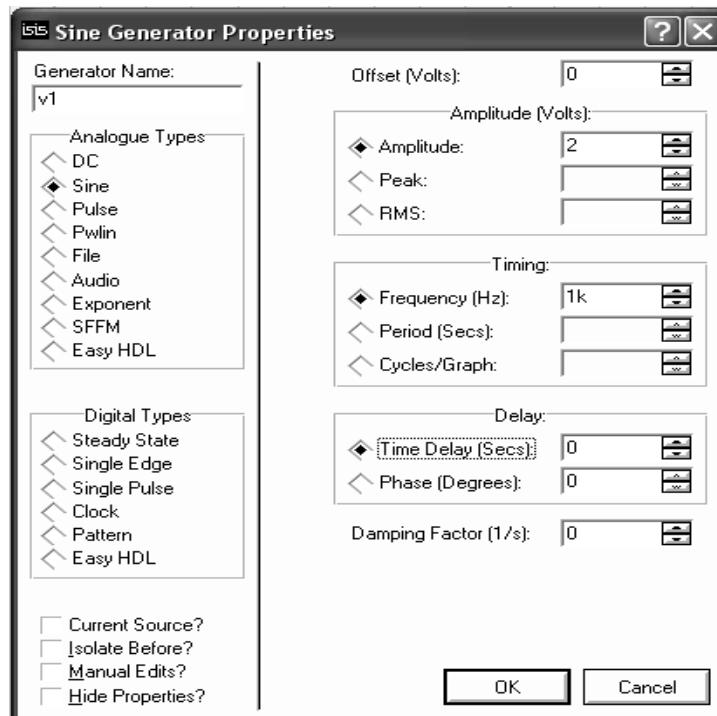 isis Sine Generator Properties
Generator Name:
v1
Analogue Types
DC
Sine
Pulse
Pwlin
File
Audio
Exponent
SFFM
Easy HDL
Digital Types
Steady State
Single Edge
Single Pulse
Clock
Pattern
Easy HDL
Current Source?
Isolate Before?
Manual Edits?
Hide Properties?
Offset (Volts): 0
Amplitude (Volts):
Amplitude: 2
Peak:
RMS:
Timing:
Frequency (Hz): 1k
Period (Secs):
Cycles/Graph:
Delay:
Time Delay (Secs): 0
Phase (Degrees): 0
Damping Factor (1/s): 0
OK Cancel